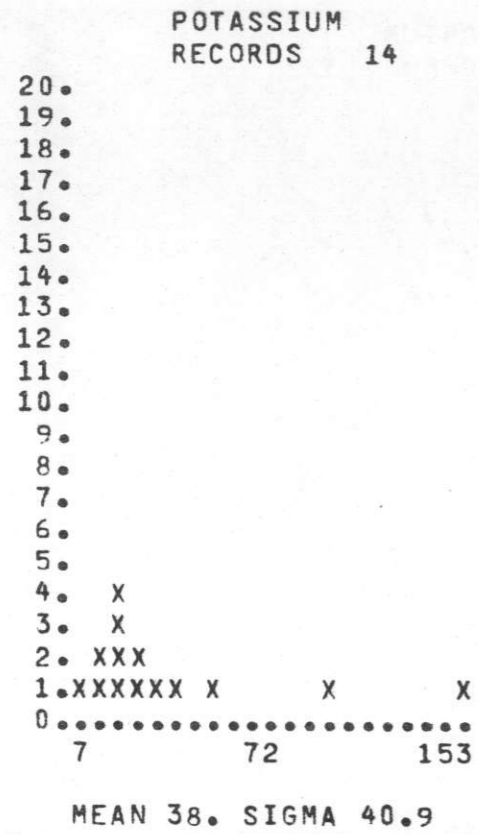 POTASSIUM
RECORDS 14
20.
19.
18.
17.
16.
15.
14.
13.
12.
11.
10.
9.
8.
7.
6.
5.
4. X
3. X
2. XXX
1.XXXXXX X X X
0......................
7 72 153
MEAN 38. SIGMA 40.9